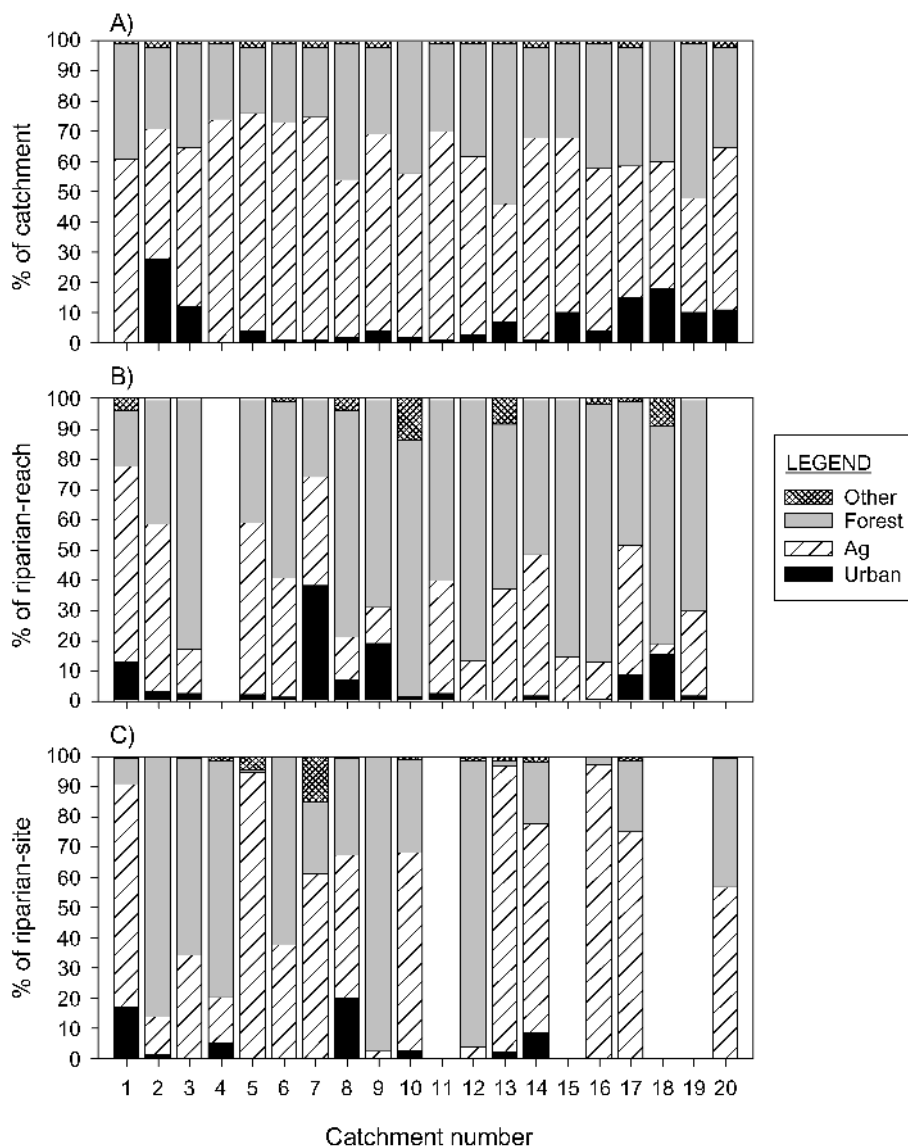 A)
100
90
80
70
60
50
40
30
20
10
0
% of catchment
B)
100
90
80
70
60
50
40
30
20
10
0
% of riparian-reach
LEGEND
Other
Forest
Ag
Urban
C)
100
90
80
70
60
50
40
30
20
10
0
% of riparian-site
1 2 3 4 5 6 7 8 9 10 11 12 13 14 15 16 17 18 19 20
Catchment number